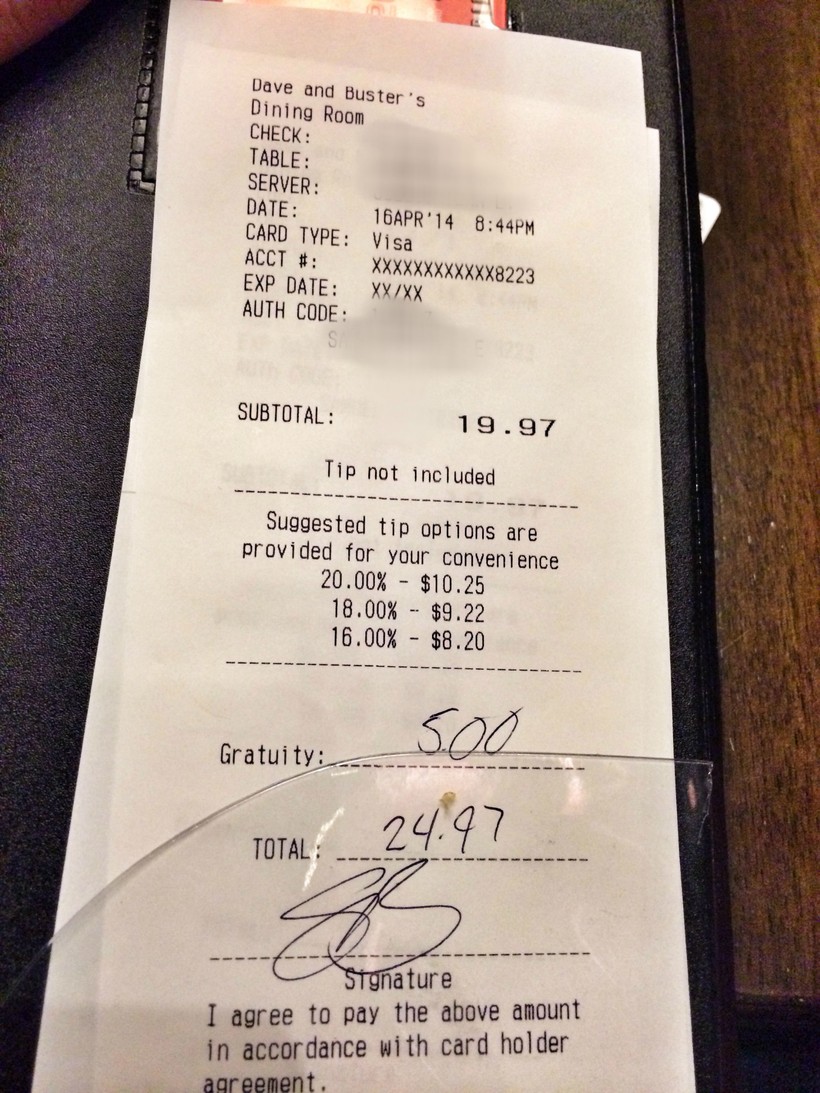 Dave and Buster's
Dining Room
CHECK:
TABLE:
SERVER:
DATE: 16APR'14 8:44PM
CARD TYPE: Visa
ACCT #: XXXXXXXXXXXX8223
EXP DATE: XX/XX
AUTH CODE:
SUBTOTAL: 19.97
Tip not included
Suggested tip options are
provided for your convenience
20.00% - $10.25
18.00% - $9.22
16.00% - $8.20
Gratuity: 5.00
TOTAL: 24.97
Signature
I agree to pay the above amount
in accordance with card holder
agreement.